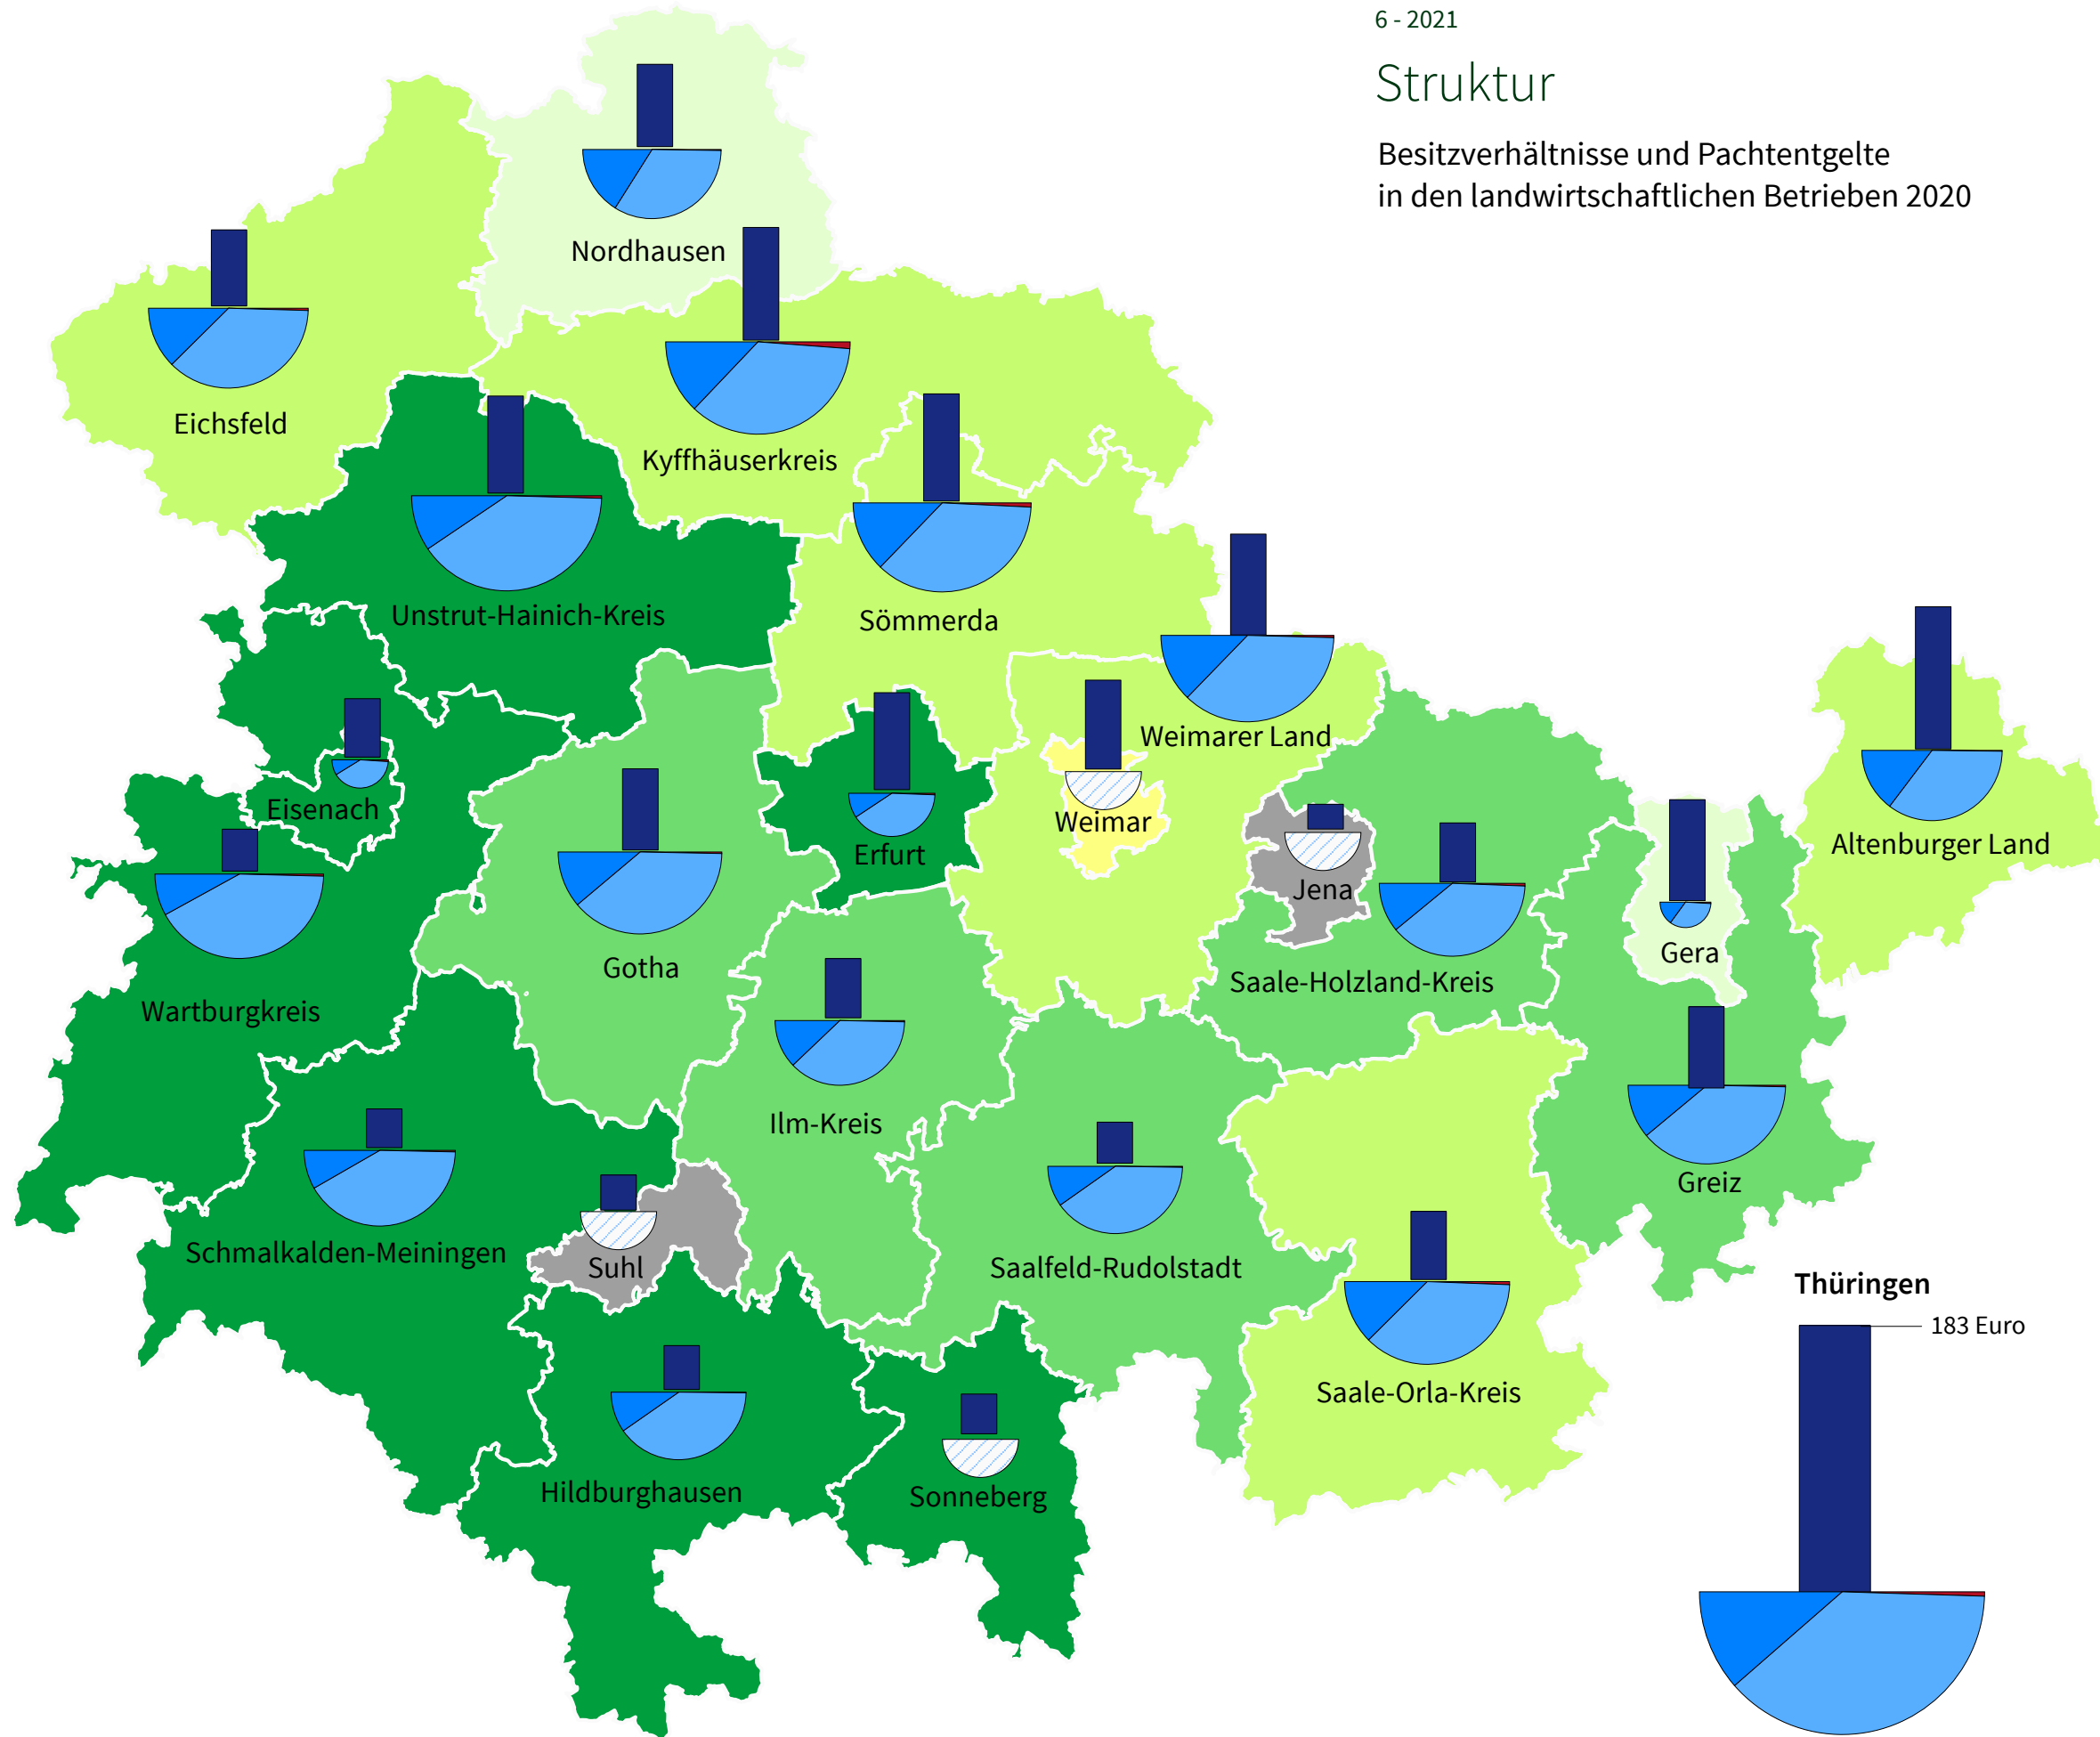 6 - 2021
Struktur
Besitzverhältnisse und Pachtentgelte
in den landwirtschaftlichen Betrieben 2020
Nordhausen
Eichsfeld
Kyffhäuserkreis
Unstrut-Hainich-Kreis
Sömmerda
Weimarer Land
Eisenach
Weimar
Erfurt
Altenburger Land
Jena
Gera
Gotha
Saale-Holzland-Kreis
Wartburgkreis
Ilm-Kreis
Greiz
Schmalkalden-Meiningen
Suhl
Saalfeld-Rudolstadt
Thüringen
183 Euro
Saale-Orla-Kreis
Hildburghausen
Sonneberg